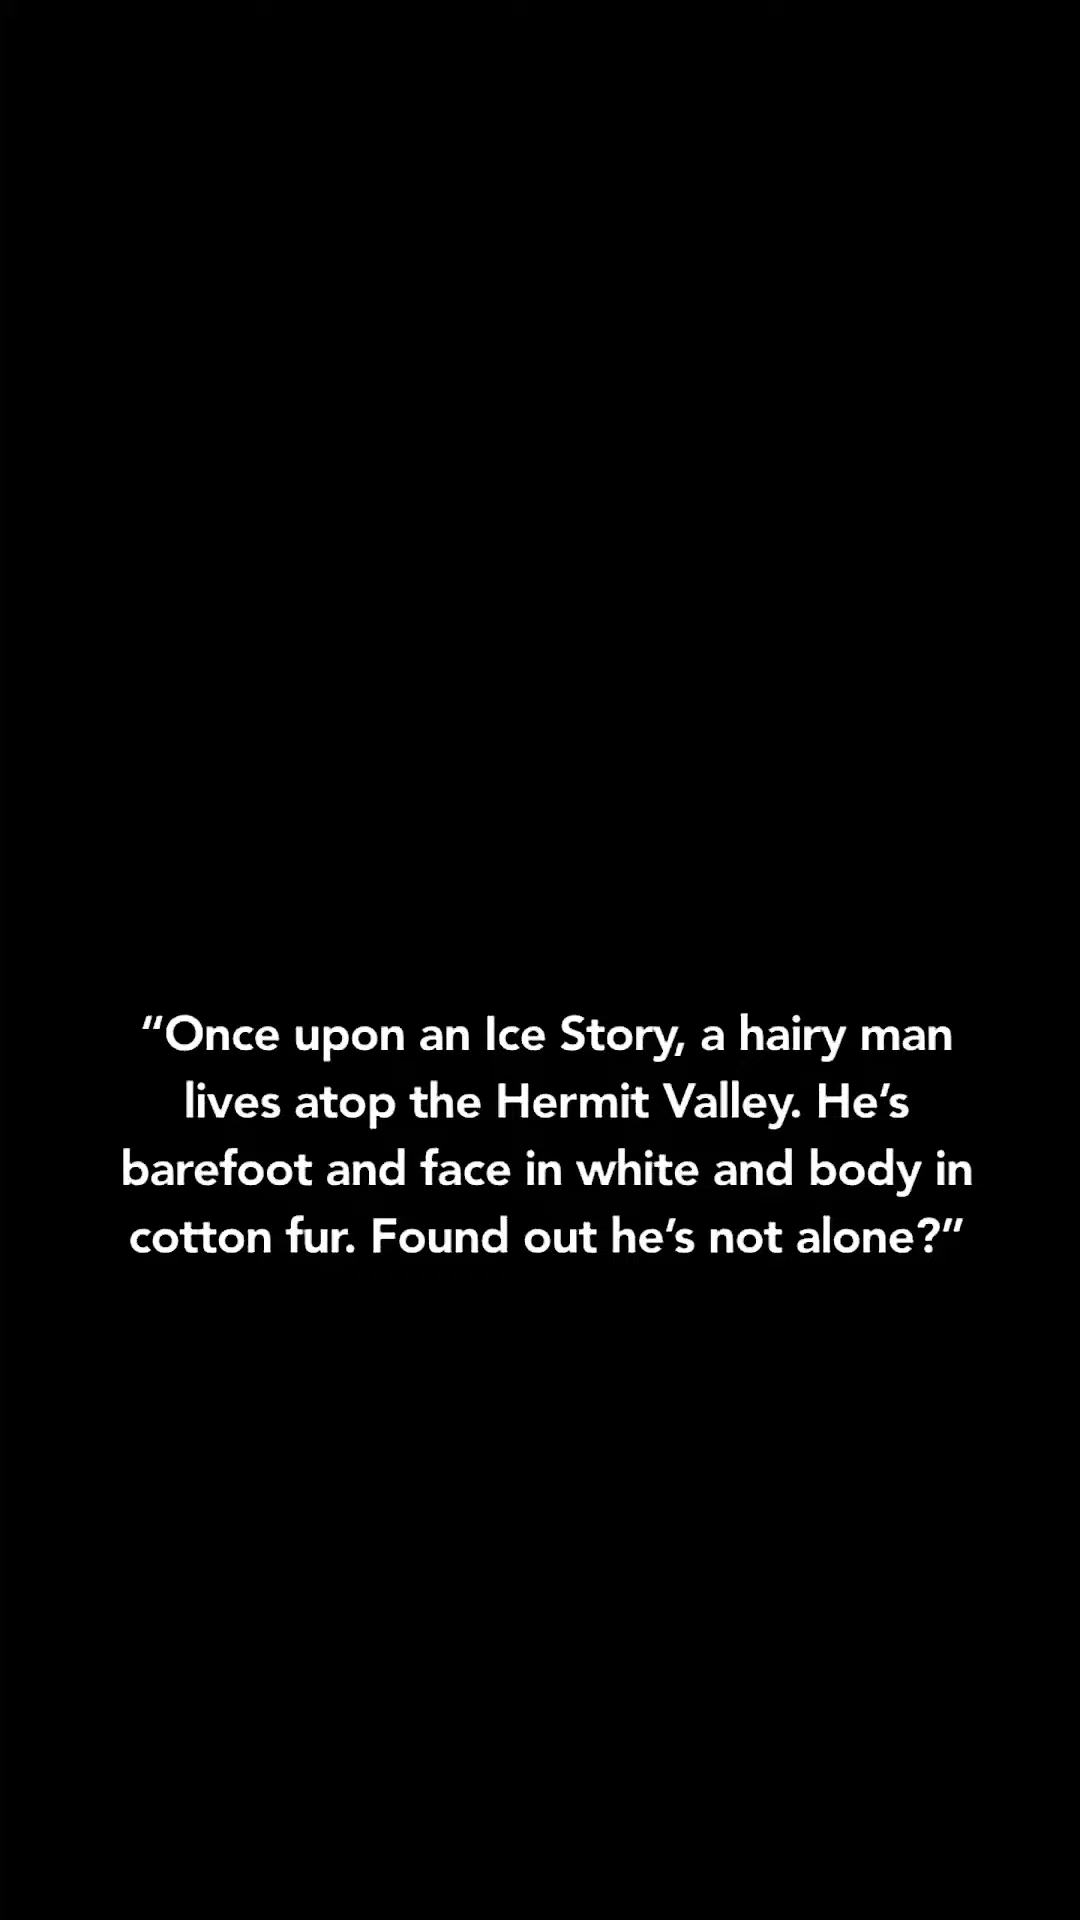 “Once upon an Ice Story, a hairy man
lives atop the Hermit Valley. He’s
barefoot and face in white and body in
cotton fur. Found out he’s not alone?”